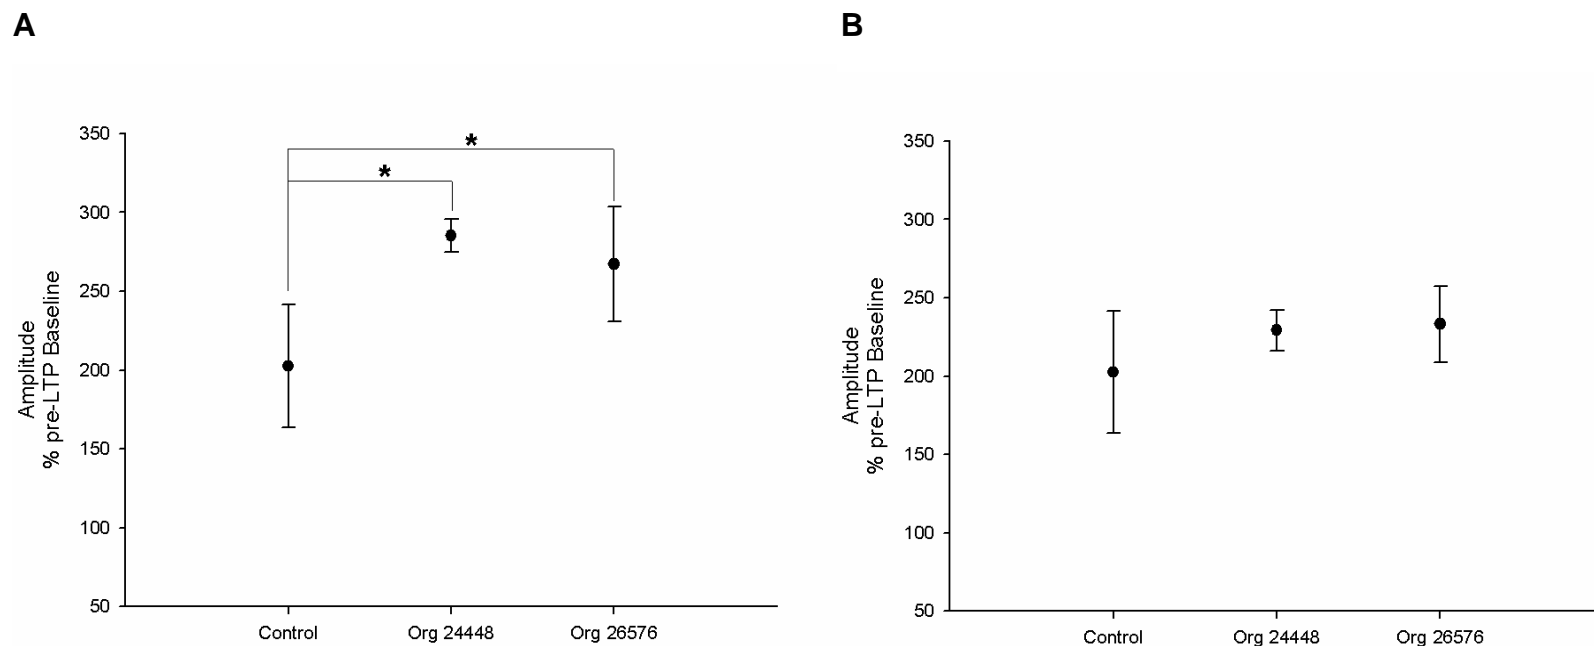 A
350
300
250
200
150
100
50
Amplitude
% pre-LTP Baseline
*
*
Control
Org 24448
Org 26576
B
350
300
250
200
150
100
50
Amplitude
% pre-LTP Baseline
Control
Org 24448
Org 26576